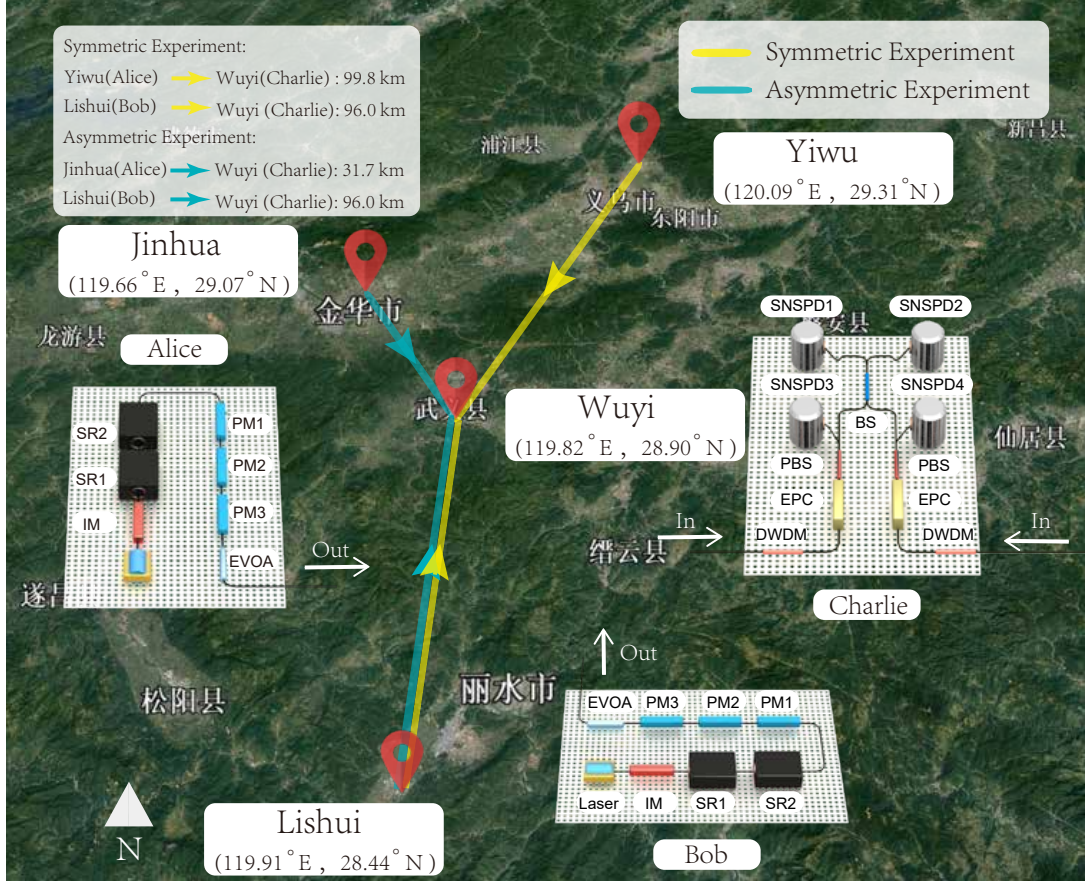 Symmetric Experiment:
Yiwu(Alice) Wuyi(Charlie) : 99.8 km
Lishui(Bob) Wuyi(Charlie): 96.0 km
Asymmetric Experiment:
Jinhua(Alice) Wuyi (Charlie): 31.7 km
Lishui(Bob) Wuyi (Charlie): 96.0 km
Symmetric Experiment
Asymmetric Experiment
浦江县
新昌县
Yiwu
(120.09°E , 29.31°N)
义乌市
东阳市
Jinhua
(119.66°E , 29.07°N)
金华市
龙游县
Alice
SR2
SR1
IM
PM1
PM2
PM3
EVOA
Out
武义县
Wuyi
(119.82°E , 28.90°N)
安县
SNSPD1
SNSPD2
SNSPD3
SNSPD4
BS
PBS
PBS
EPC
EPC
DWDM
DWDM
In
In
Charlie
仙居县
缙云县
遂昌
松阳县
丽水市
Out
EVOA
PM3
PM2
PM1
Laser
IM
SR1
SR2
Bob
N
Lishui
(119.91°E , 28.44°N)